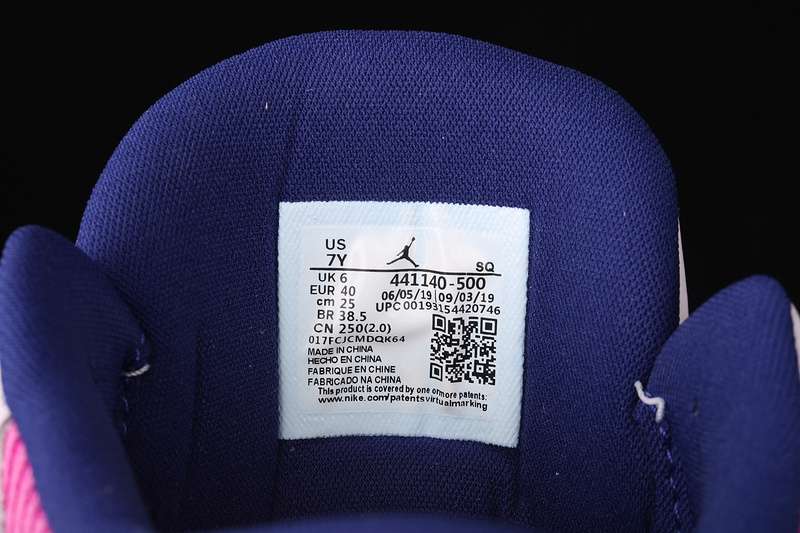 US
7Y
SQ
UK 6
441140-500
EUR 40
06/05/19 09/03/19
cm 25
UPC 00193154420746
BR 38.5
CN 250(2.0)
017FCJCMDQK64
MADE IN CHINA
HECHO EN CHINA
FABRIQUE EN CHINE
FABRICADO NA CHINA
This product is covered by one or more patents:
www.nike.com/patentsvirtualmarking